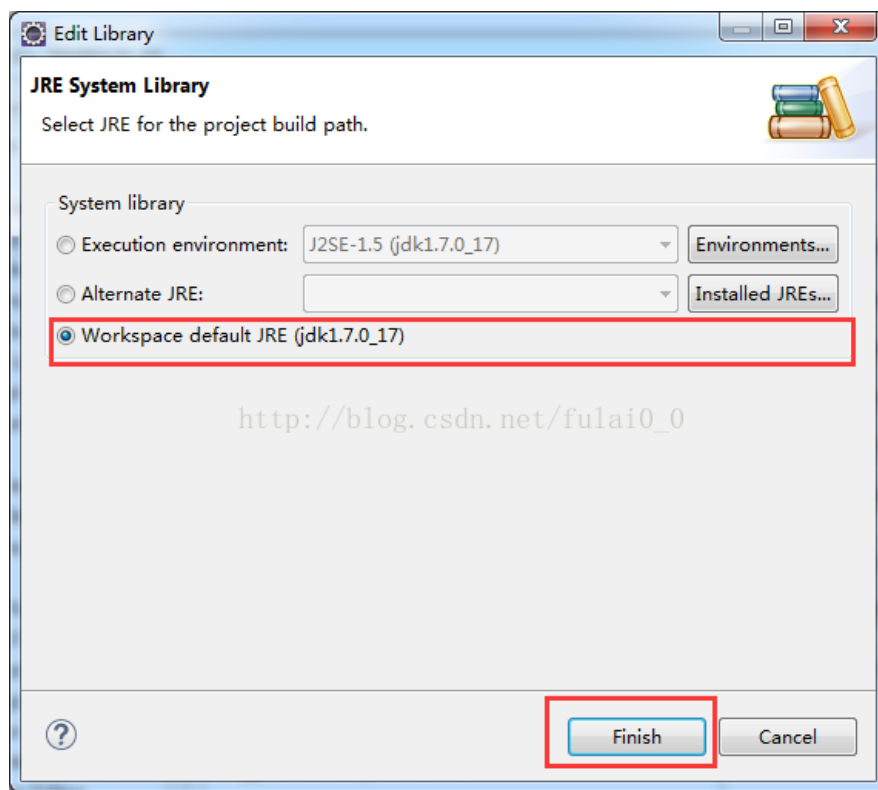 Edit Library
JRE System Library
Select JRE for the project build path.
System library
Execution environment: J2SE-1.5 (jdk1.7.0_17) Environments...
Alternate JRE: Installed JREs...
Workspace default JRE (jdk1.7.0_17)
http://blog.csdn.net/fulai0_0
Finish Cancel